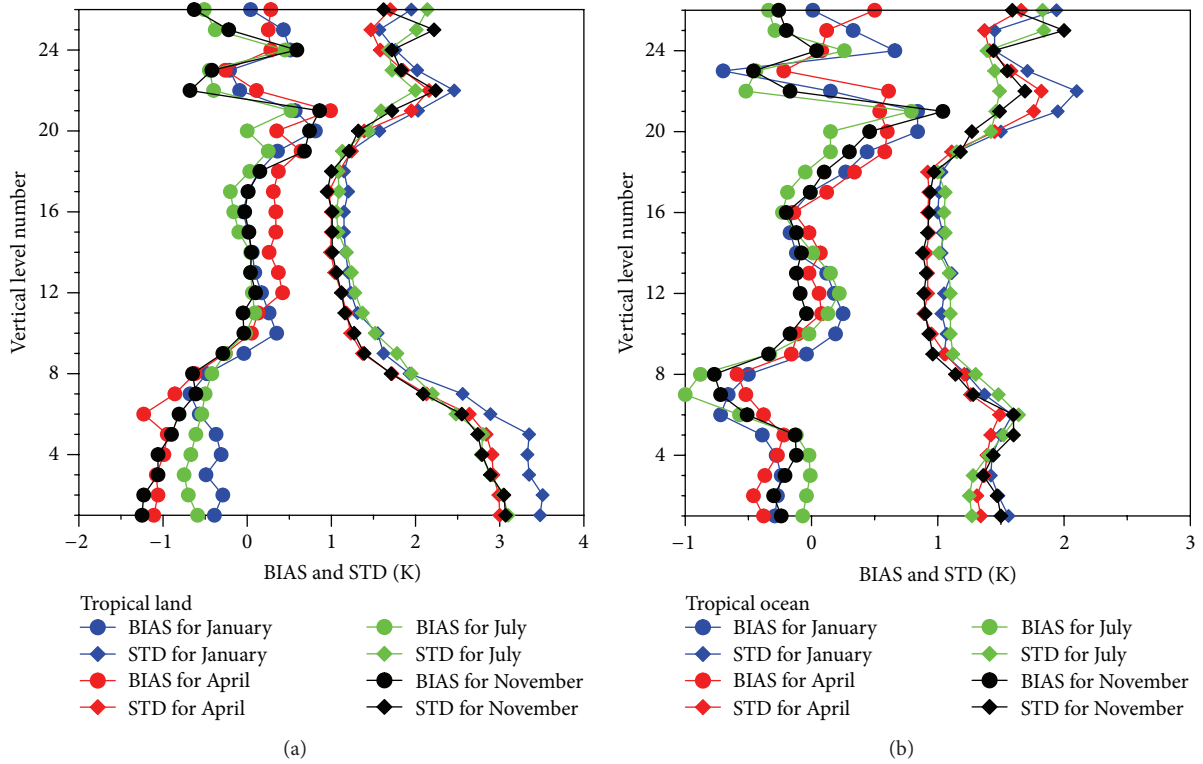 24
20
16
12
8
4
Vertical level number
−2 −1 0 1 2 3 4
BIAS and STD (K)
Tropical land
BIAS for January
STD for January
BIAS for April
STD for April
BIAS for July
STD for July
BIAS for November
STD for November
(a)
24
20
16
12
8
4
Vertical level number
−1 0 1 2 3
BIAS and STD (K)
Tropical ocean
BIAS for January
STD for January
BIAS for April
STD for April
BIAS for July
STD for July
BIAS for November
STD for November
(b)